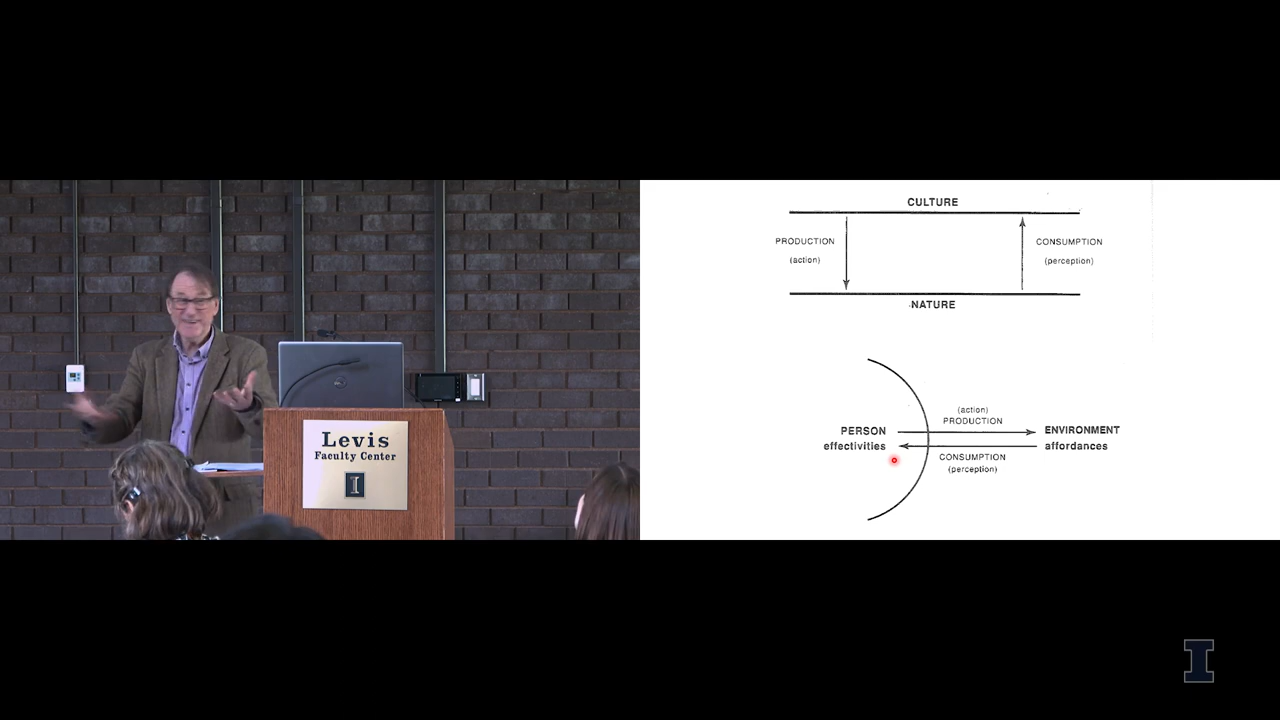 Levis
Faculty Center
I
CULTURE
PRODUCTION
(action)
CONSUMPTION
(perception)
NATURE
(action)
PRODUCTION
PERSON
effectivities
ENVIRONMENT
affordances
CONSUMPTION
(perception)
I